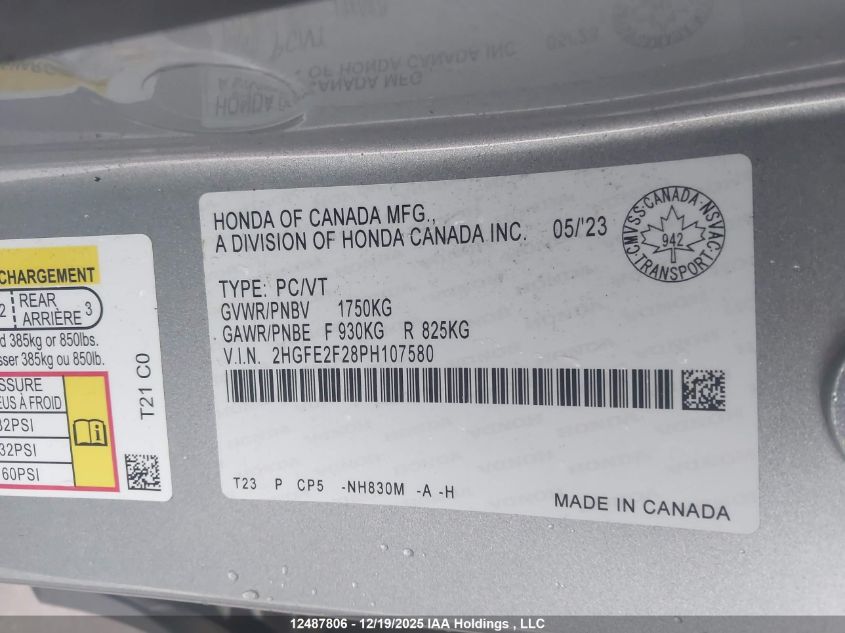 HONDA OF CANADA MFG.,
A DIVISION OF HONDA CANADA INC. 05/'23
CMVSS · CANADA · NSVAC
942
TRANSPORT
TYPE: PC/VT
GVWR/PNBV 1750KG
GAWR/PNBE F 930KG R 825KG
V.I.N. 2HGFE2F28PH107580
T23 P CP5 -NH830M -A -H
MADE IN CANADA
CHARGEMENT
2 REAR 3
ARRIÈRE
385kg or 850lbs.
385kg ou 850lb.
À FROID
32PSI
60PSI
T21 C0
12487806 - 12/19/2025 IAA Holdings , LLC